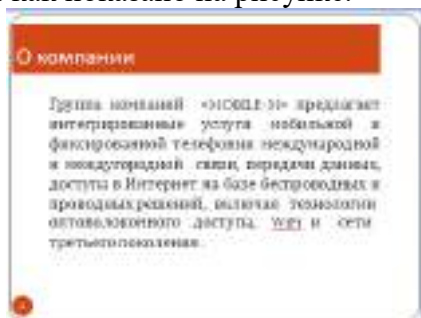 как показано на рисунке.
О компании
Группа компаний «MOBILE-M» предлагает
интегрированные услуги мобильной и
фиксированной телефонии международной
и междугородней связи, передачи данных,
доступа в Интернет на базе беспроводных и
проводных решений, включая технологии
оптоволоконного доступа, WiFi и сети
третьего поколения.